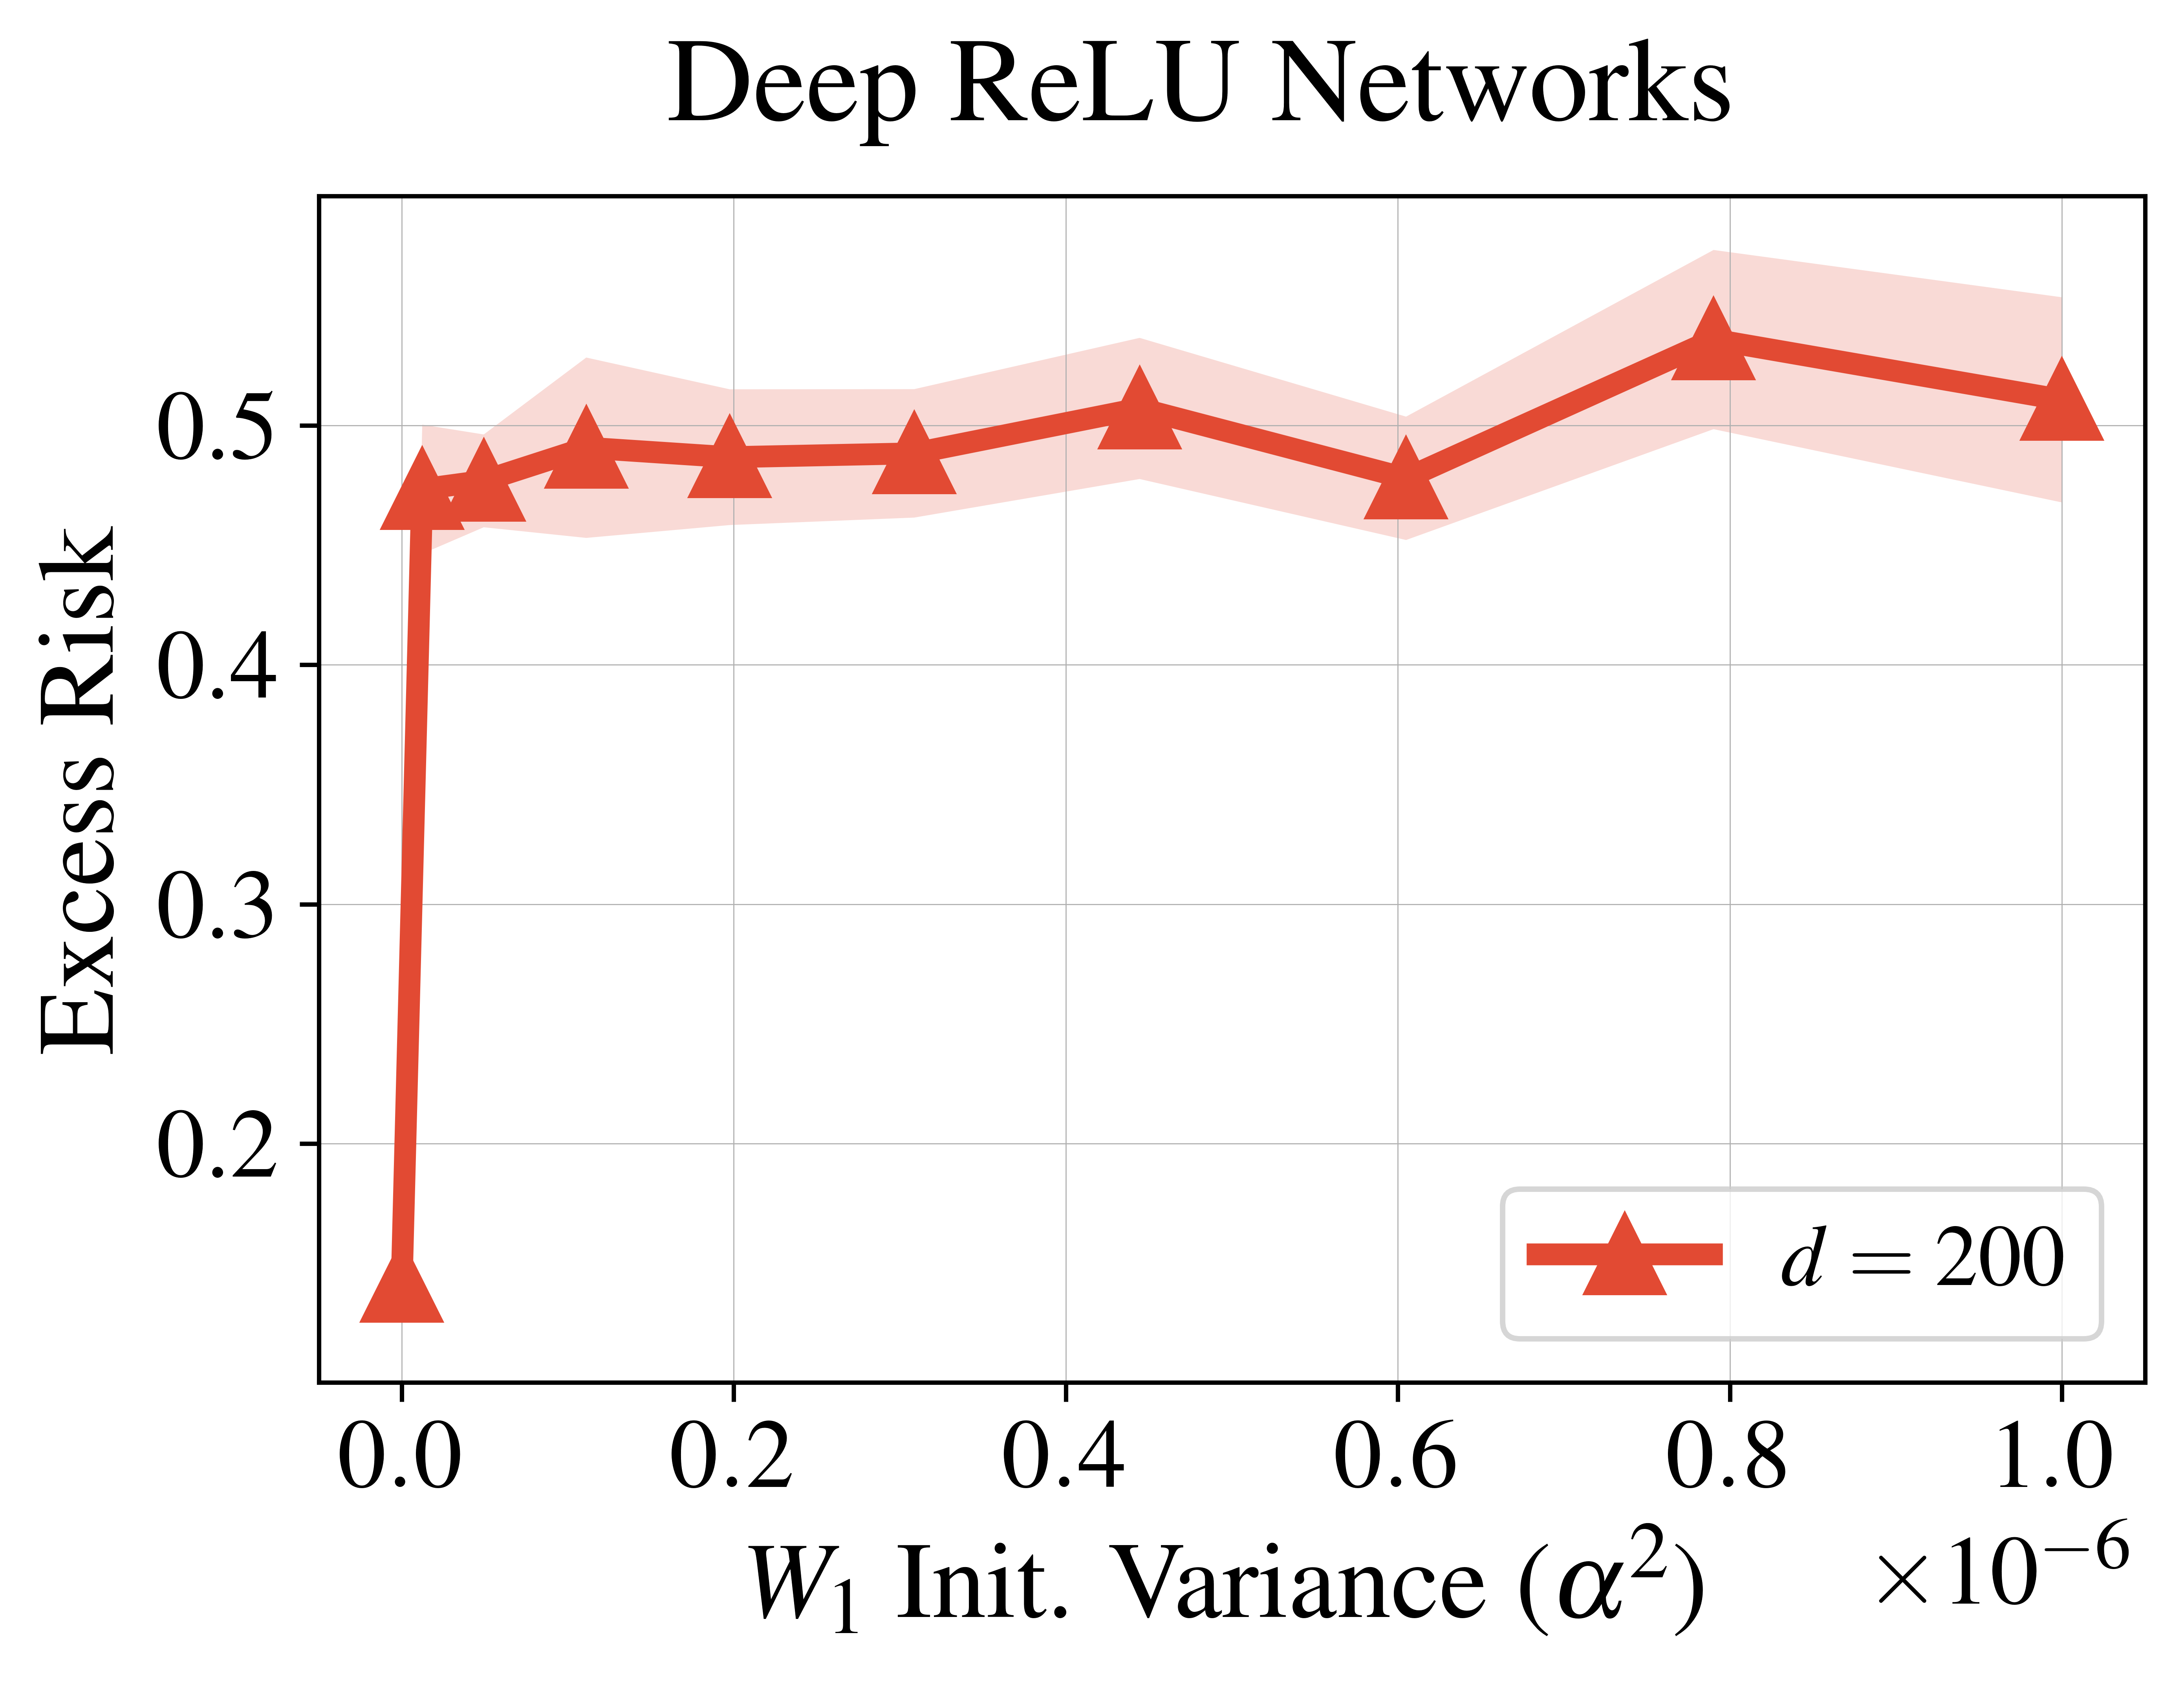 Deep ReLU Networks
Excess Risk
0.5
0.4
0.3
0.2
d = 200
0.0 0.2 0.4 0.6 0.8 1.0
W₁ Init. Variance (α²) ×10⁻⁶